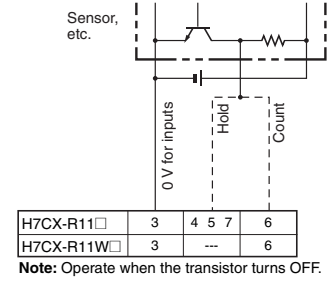 Sensor,
etc.
0 V for inputs
Hold
Count
H7CX-R11□ 3 4 5 7 6
H7CX-R11W□ 3 --- 6
Note: Operate when the transistor turns OFF.